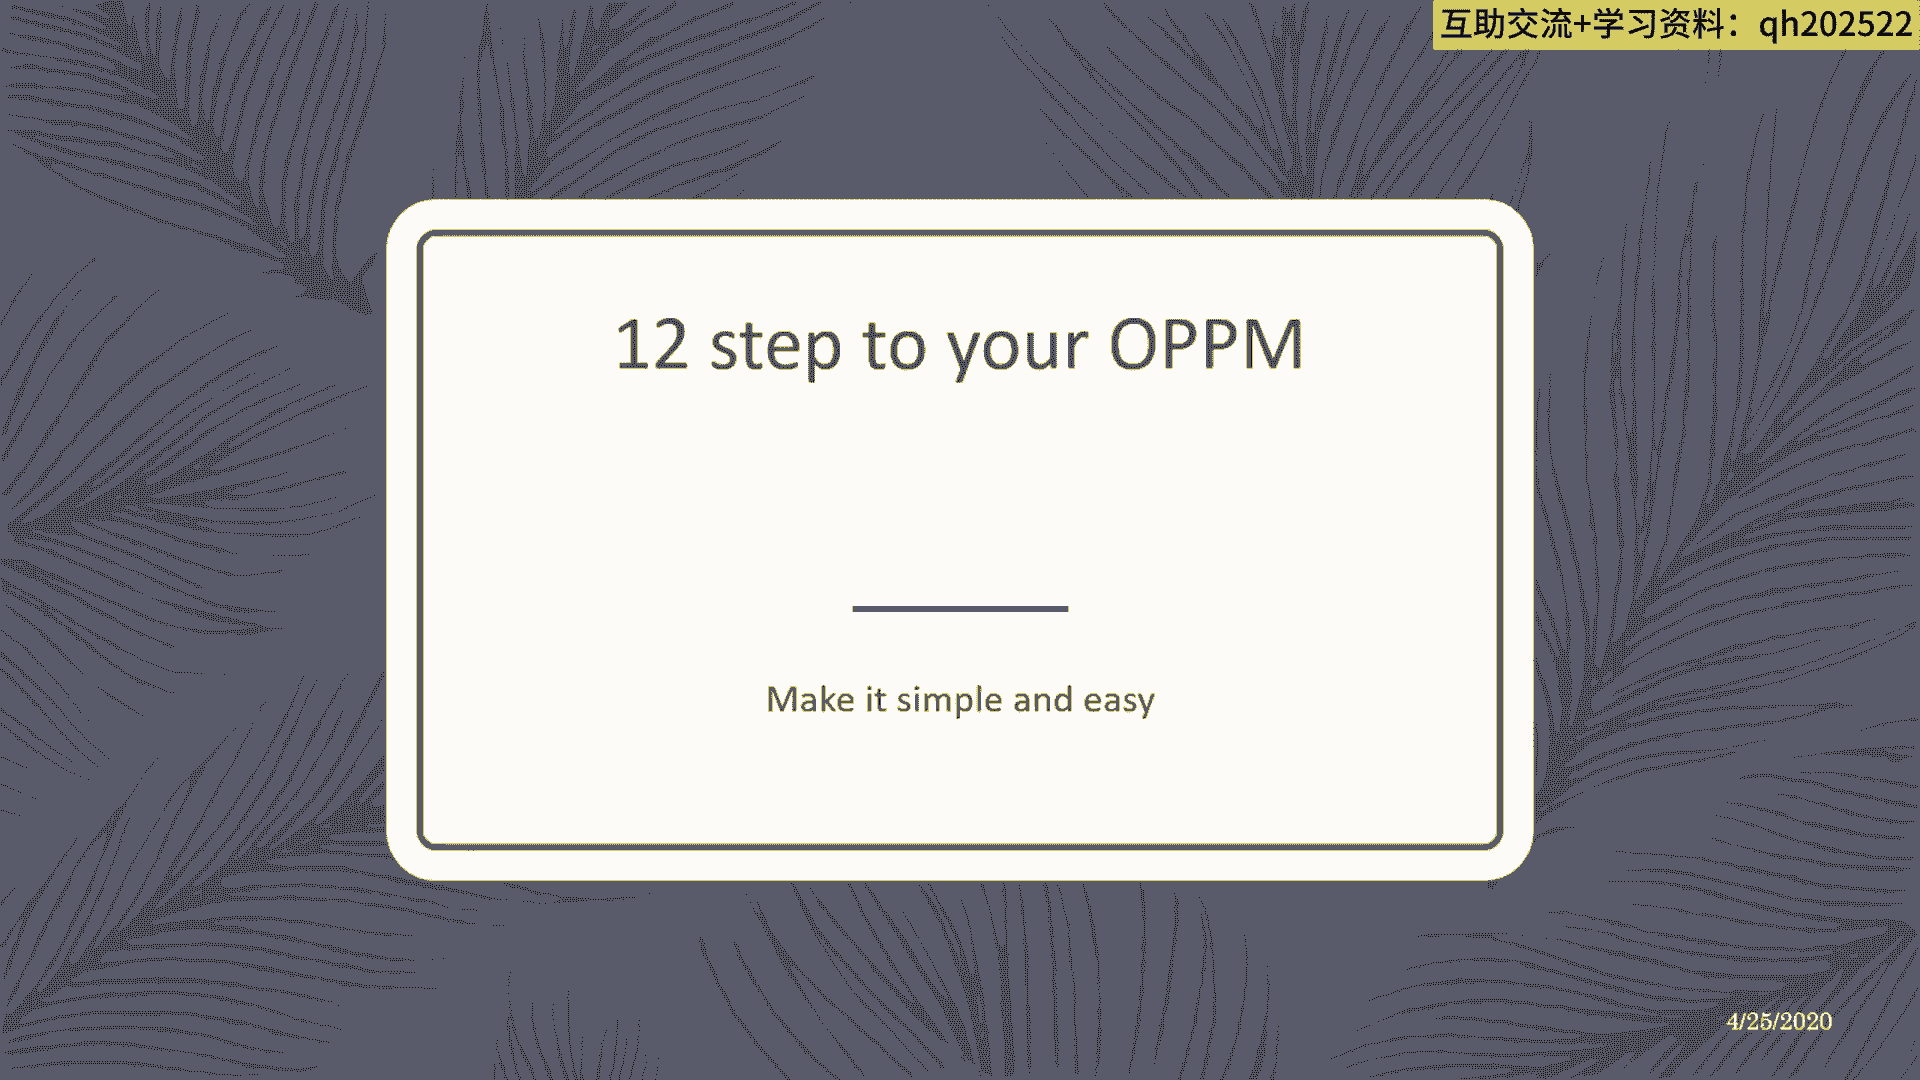 互助交流+学习资料：qh202522
12 step to your OPPM
Make it simple and easy
4/25/2020